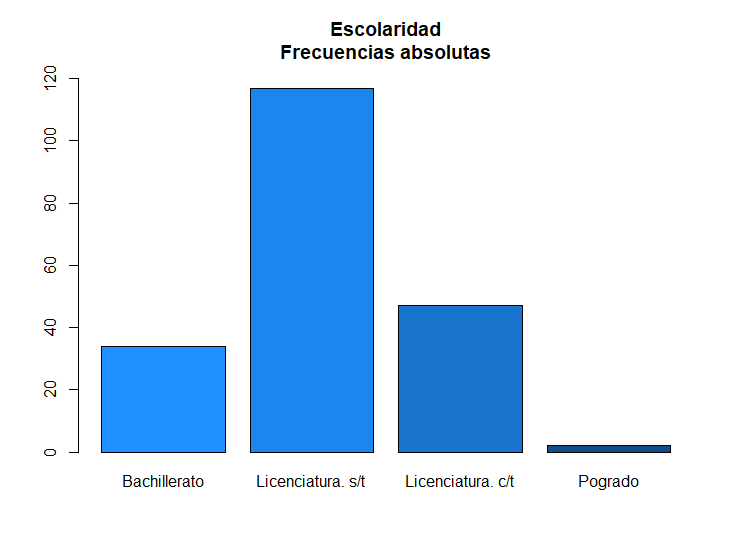 Escolaridad
Frecuencias absolutas
120
100
80
60
40
20
0
Bachillerato
Licenciatura. s/t
Licenciatura. c/t
Pogrado